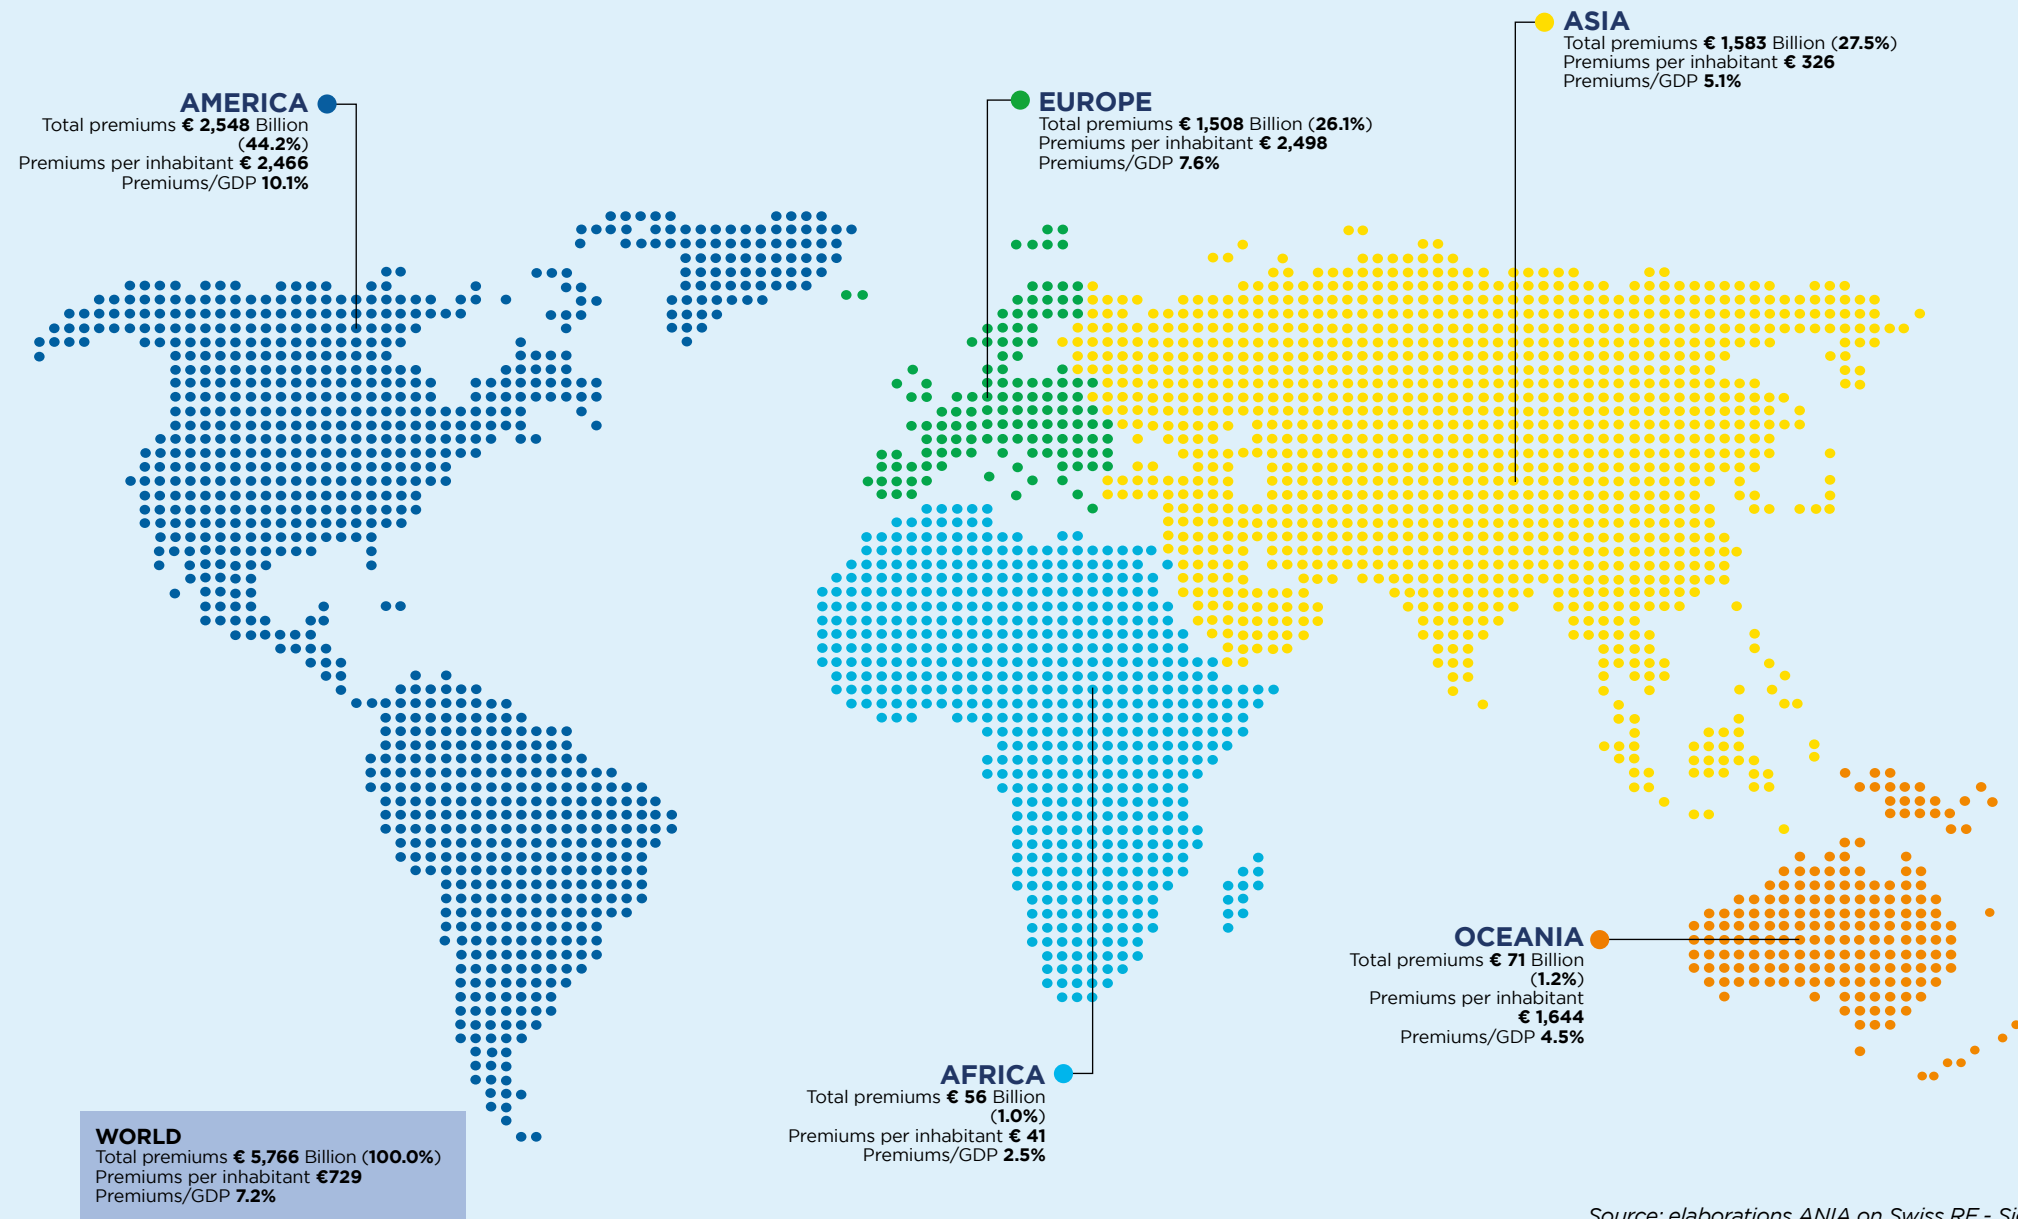 ASIA
Total premiums € 1,583 Billion (27.5%)
Premiums per inhabitant € 326
Premiums/GDP 5.1%
AMERICA
Total premiums € 2,548 Billion
(44.2%)
Premiums per inhabitant € 2,466
Premiums/GDP 10.1%
EUROPE
Total premiums € 1,508 Billion (26.1%)
Premiums per inhabitant € 2,498
Premiums/GDP 7.6%
OCEANIA
Total premiums € 71 Billion
(1.2%)
Premiums per inhabitant
€ 1,644
Premiums/GDP 4.5%
AFRICA
Total premiums € 56 Billion
(1.0%)
Premiums per inhabitant € 41
Premiums/GDP 2.5%
WORLD
Total premiums € 5,766 Billion (100.0%)
Premiums per inhabitant €729
Premiums/GDP 7.2%
Source: elaborations ANIA on Swiss RE -